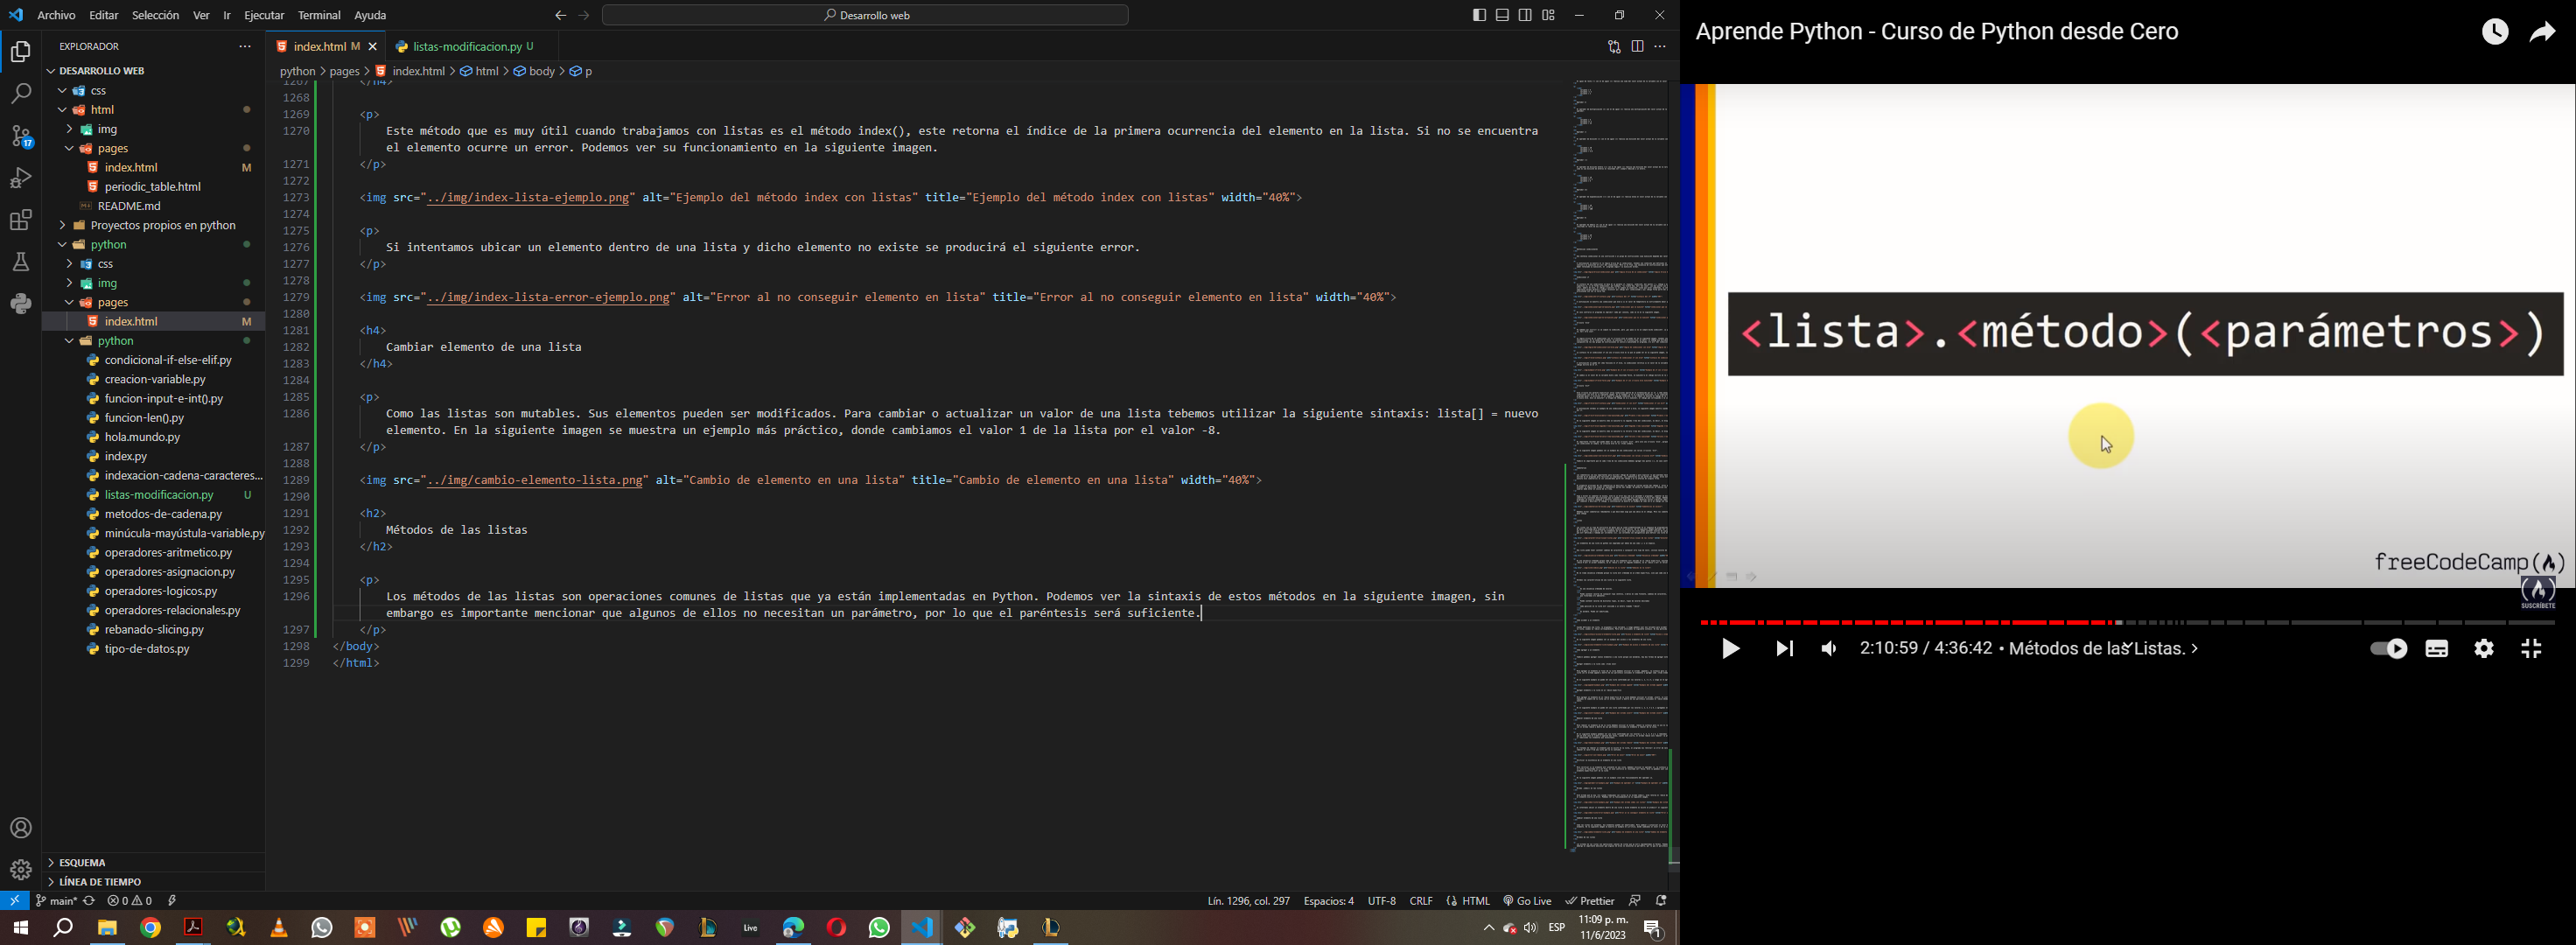 Archivo Editar Selección Ver Ir Ejecutar Terminal Ayuda
Desarrollo web
EXPLORADOR
DESARROLLO WEB
css
html
img
pages
index.html M
periodic_table.html
README.md
Proyectos propios en python
python
css
img
pages
index.html M
python
condicional-if-else-elif.py
creacion-variable.py
funcion-input-e-int().py
funcion-len().py
hola.mundo.py
index.py
indexacion-cadena-caracteres...
listas-modificacion.py U
metodos-de-cadena.py
minúcula-mayústula-variable.py
operadores-aritmetico.py
operadores-asignacion.py
operadores-logicos.py
operadores-relacionales.py
rebanado-slicing.py
tipo-de-datos.py
ESQUEMA
LÍNEA DE TIEMPO
index.html M
listas-modificacion.py U
python > pages > index.html > html > body > p
1267 </h4>
1268
1269 <p>
1270 Este método que es muy útil cuando trabajamos con listas es el método index(), este retorna el índice de la primera ocurrencia del elemento en la lista. Si no se encuentra
el elemento ocurre un error. Podemos ver su funcionamiento en la siguiente imagen.
1271 </p>
1272
1273 <img src="../img/index-lista-ejemplo.png" alt="Ejemplo del método index con listas" title="Ejemplo del método index con listas" width="40%">
1274
1275 <p>
1276 Si intentamos ubicar un elemento dentro de una lista y dicho elemento no existe se producirá el siguiente error.
1277 </p>
1278
1279 <img src="../img/index-lista-error-ejemplo.png" alt="Error al no conseguir elemento en lista" title="Error al no conseguir elemento en lista" width="40%">
1280
1281 <h4>
1282 Cambiar elemento de una lista
1283 </h4>
1284
1285 <p>
1286 Como las listas son mutables. Sus elementos pueden ser modificados. Para cambiar o actualizar un valor de una lista tebemos utilizar la siguiente sintaxis: lista[] = nuevo
elemento. En la siguiente imagen se muestra un ejemplo más práctico, donde cambiamos el valor 1 de la lista por el valor -8.
1287 </p>
1288
1289 <img src="../img/cambio-elemento-lista.png" alt="Cambio de elemento en una lista" title="Cambio de elemento en una lista" width="40%">
1290
1291 <h2>
1292 Métodos de las listas
1293 </h2>
1294
1295 <p>
1296 Los métodos de las listas son operaciones comunes de listas que ya están implementadas en Python. Podemos ver la sintaxis de estos métodos en la siguiente imagen, sin
embargo es importante mencionar que algunos de ellos no necesitan un parámetro, por lo que el paréntesis será suficiente.
1297 </p>
1298 </body>
1299 </html>
17
main* 0 0
Lín. 1296, col. 297 Espacios: 4 UTF-8 CRLF HTML Go Live Prettier
Live
ESP
11:09 p. m.
11/6/2023
1
Aprende Python - Curso de Python desde Cero
<lista>.<método>(<parámetros>)
freeCodeCamp
SUSCRÍBETE
2:10:59 / 4:36:42 • Métodos de las Listas. >